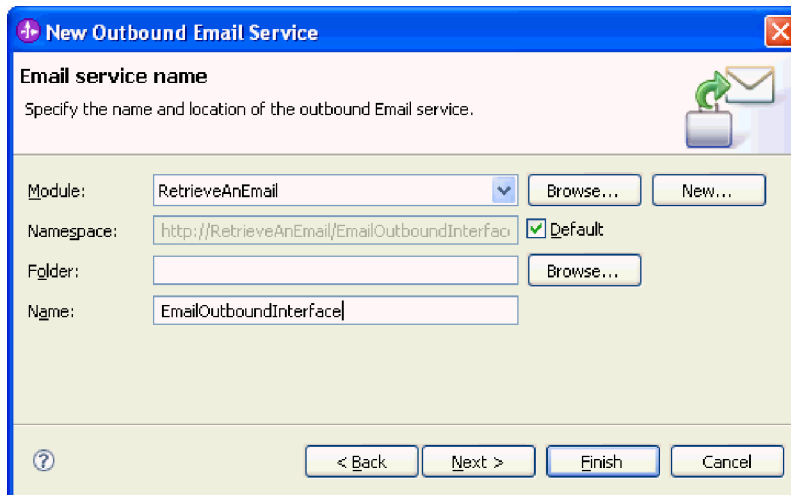 New Outbound Email Service
Email service name
Specify the name and location of the outbound Email service.
Module: RetrieveAnEmail Browse... New...
Namespace: http://RetrieveAnEmail/EmailOutboundInterfac Default
Folder: Browse...
Name: EmailOutboundInterface
? < Back Next > Finish Cancel